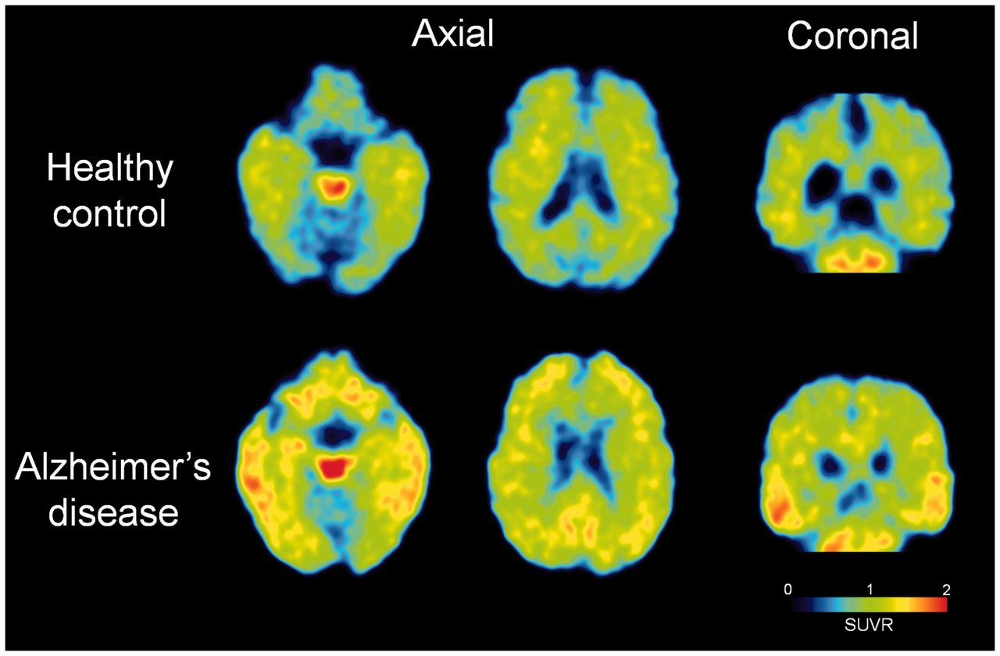 Axial
Coronal
Healthy
control
Alzheimer’s
disease
0 1 2
SUVR